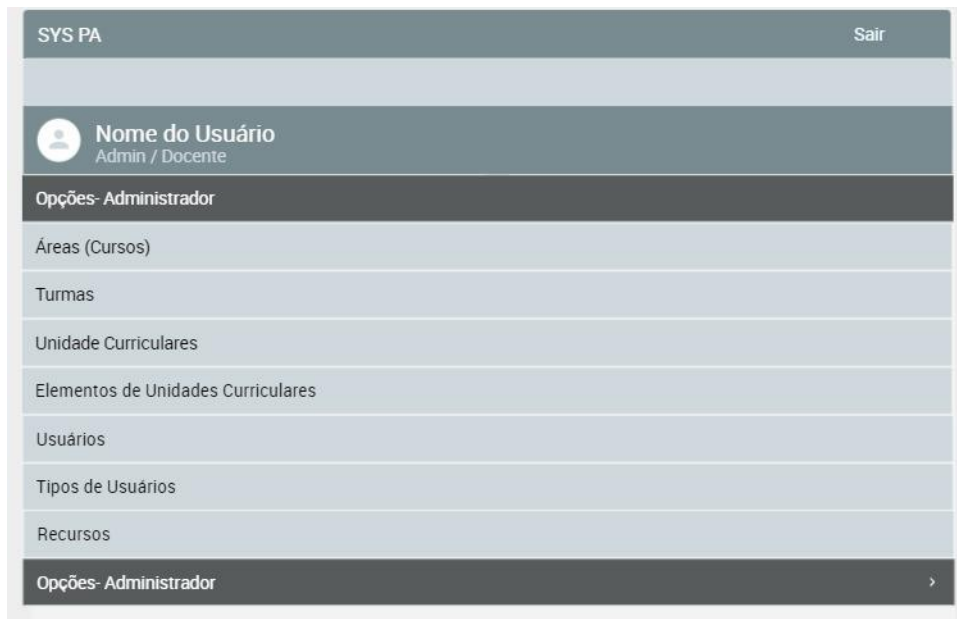 SYS PA Sair
Nome do Usuário
Admin / Docente
Opções- Administrador
Áreas (Cursos)
Turmas
Unidade Curriculares
Elementos de Unidades Curriculares
Usuários
Tipos de Usuários
Recursos
Opções- Administrador ›